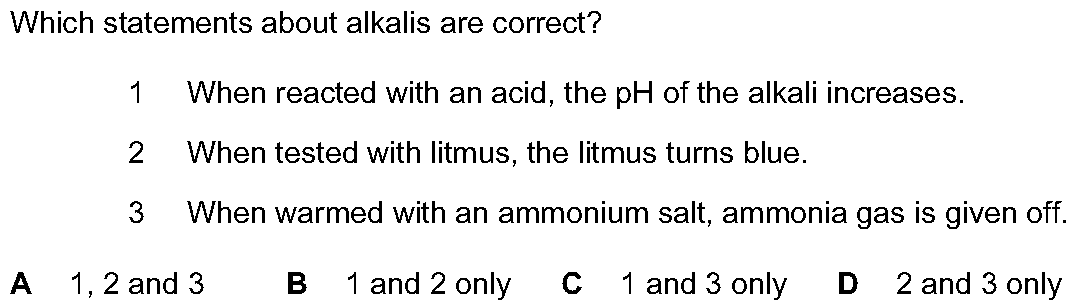 Which statements about alkalis are correct?
1 When reacted with an acid, the pH of the alkali increases.
2 When tested with litmus, the litmus turns blue.
3 When warmed with an ammonium salt, ammonia gas is given off.
A 1, 2 and 3 B 1 and 2 only C 1 and 3 only D 2 and 3 only